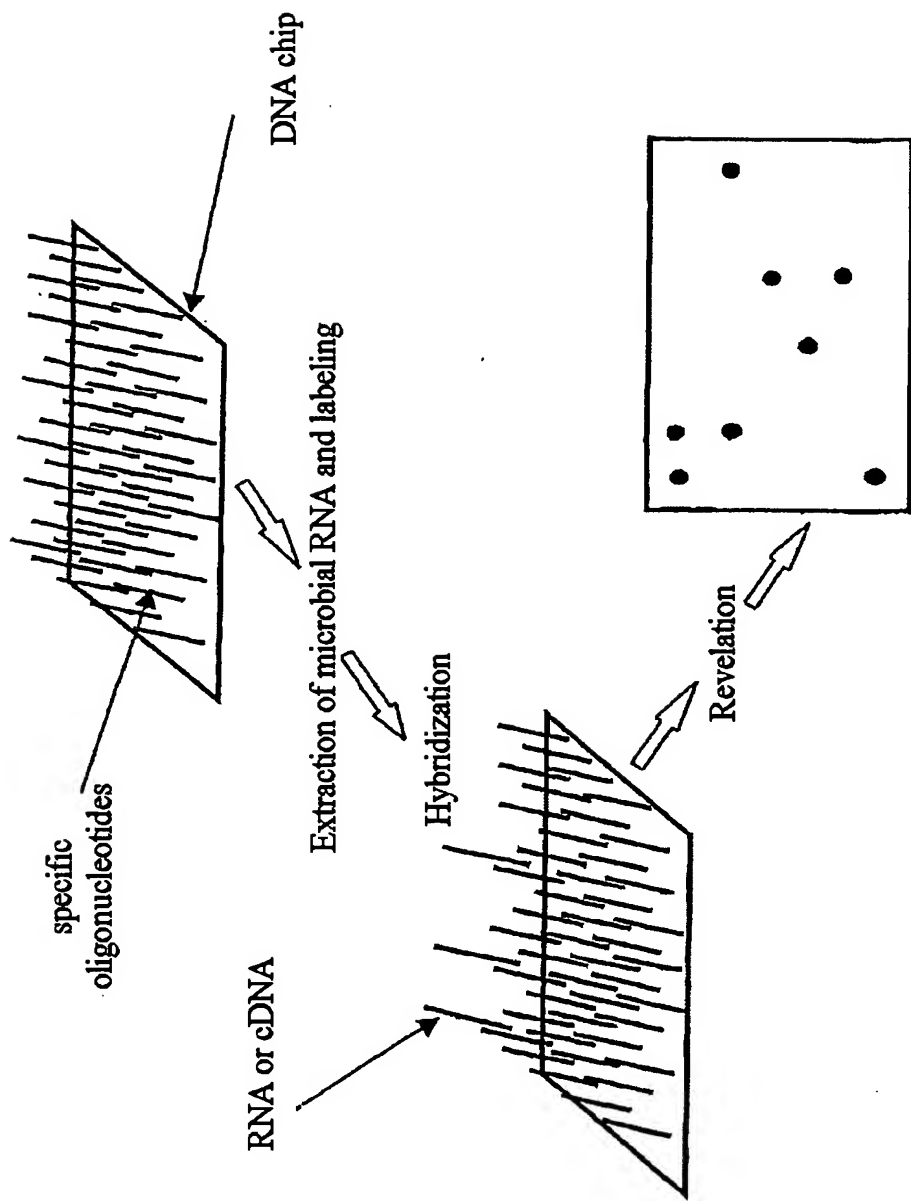 specific
oligonucleotides
DNA chip
Extraction of microbial RNA and labeling
Hybridization
RNA or cDNA
Revelation